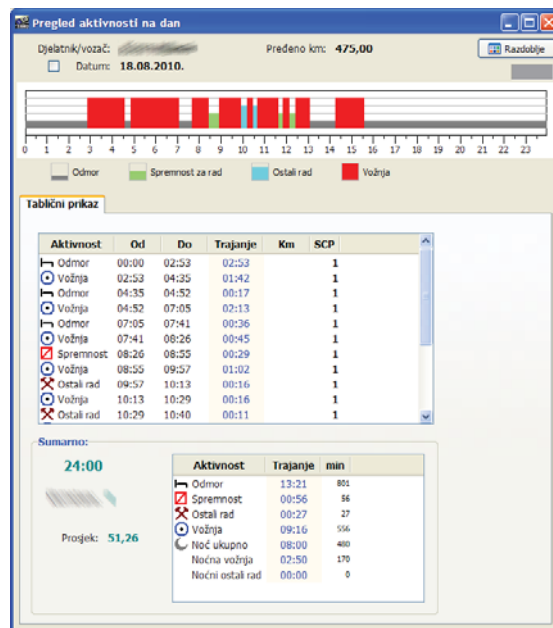 Pregled aktivnosti na dan
Djelatnik/vozač: Pređeno km: 475,00 Razdoblje
Datum: 18.08.2010.
0 1 2 3 4 5 6 7 8 9 10 11 12 13 14 15 16 17 18 19 20 21 22 23
Odmor Spremnost za rad Ostali rad Vožnja
Tablični prikaz
Aktivnost Od Do Trajanje Km SCP
Odmor 00:00 02:53 02:53 1
Vožnja 02:53 04:35 01:42 1
Odmor 04:35 04:52 00:17 1
Vožnja 04:52 07:05 02:13 1
Odmor 07:05 07:41 00:36 1
Vožnja 07:41 08:26 00:45 1
Spremnost 08:26 08:55 00:29 1
Vožnja 08:55 09:57 01:02 1
Ostali rad 09:57 10:13 00:16 1
Vožnja 10:13 10:29 00:16 1
Ostali rad 10:29 10:40 00:11 1
Sumarno:
24:00
Prosjek: 51,26
Aktivnost Trajanje min
Odmor 13:21 801
Spremnost 00:56 56
Ostali rad 00:27 27
Vožnja 09:16 556
Noć ukupno 08:00 480
Noćna vožnja 02:50 170
Noćni ostali rad 00:00 0